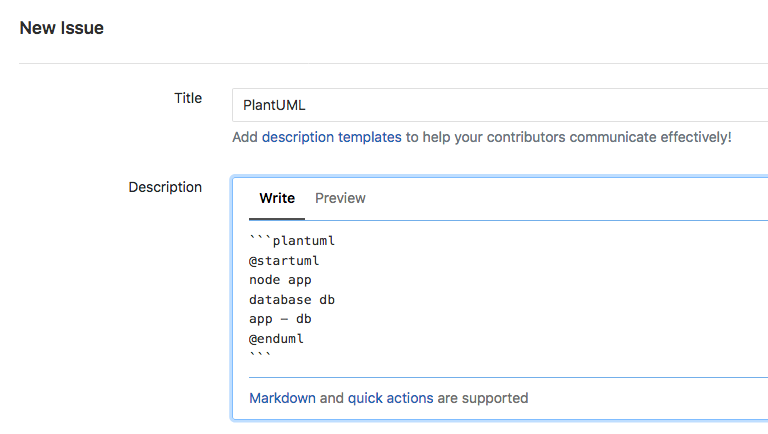 New Issue
Title
PlantUML
Add description templates to help your contributors communicate effectively!
Description
Write Preview
```plantuml
@startuml
node app
database db
app — db
@enduml
```
Markdown and quick actions are supported